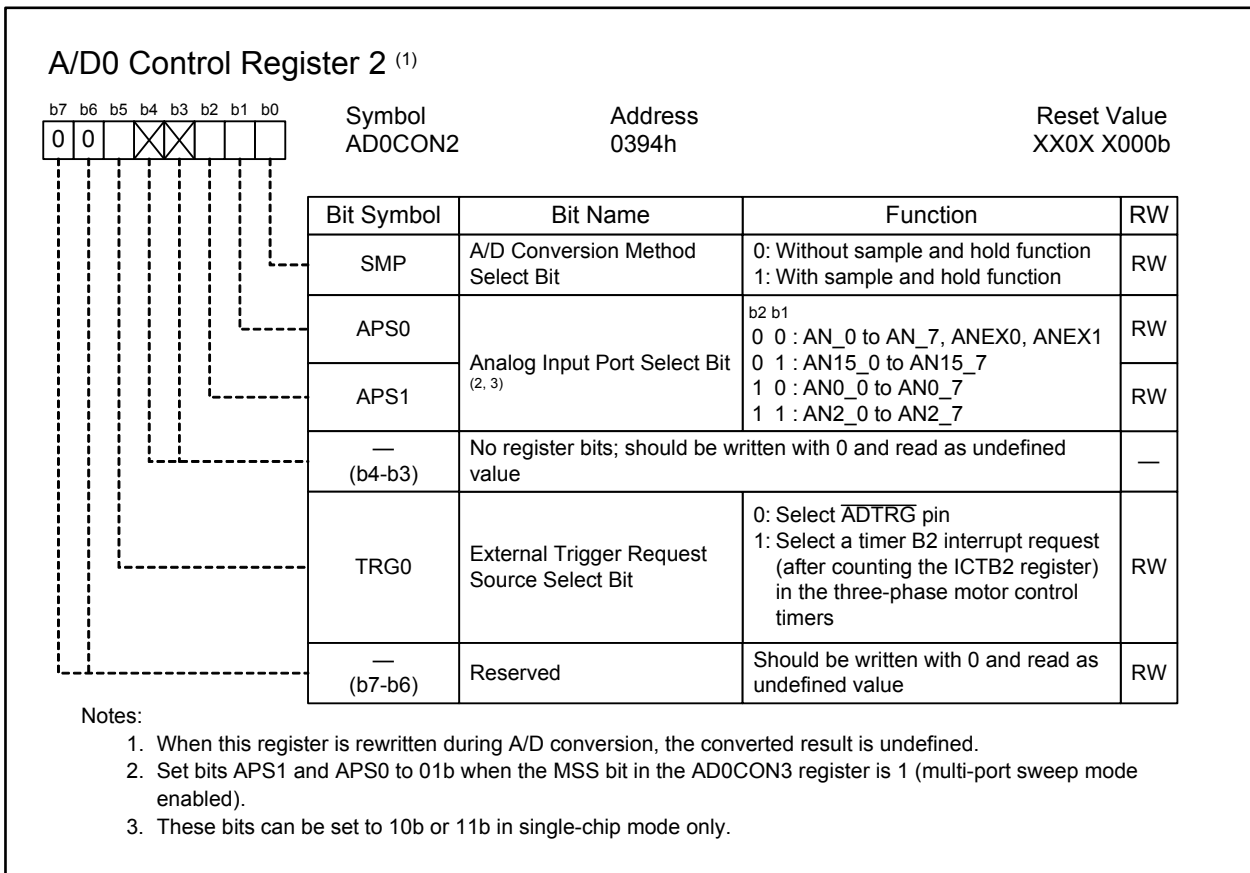 A/D0 Control Register 2 (1)
b7 b6 b5 b4 b3 b2 b1 b0
0 0
Symbol Address Reset Value
AD0CON2 0394h XX0X X000b
Bit Symbol Bit Name Function RW
SMP
A/D Conversion Method
Select Bit
0: Without sample and hold function
1: With sample and hold function
RW
APS0
APS1
Analog Input Port Select Bit
(2, 3)
b2 b1
0 0 : AN_0 to AN_7, ANEX0, ANEX1
0 1 : AN15_0 to AN15_7
1 0 : AN0_0 to AN0_7
1 1 : AN2_0 to AN2_7
RW
RW
—
(b4-b3)
No register bits; should be written with 0 and read as undefined
value
—
TRG0
External Trigger Request
Source Select Bit
0: Select ADTRG pin
1: Select a timer B2 interrupt request
(after counting the ICTB2 register)
in the three-phase motor control
timers
RW
—
(b7-b6)
Reserved
Should be written with 0 and read as
undefined value
RW
Notes:
1. When this register is rewritten during A/D conversion, the converted result is undefined.
2. Set bits APS1 and APS0 to 01b when the MSS bit in the AD0CON3 register is 1 (multi-port sweep mode
enabled).
3. These bits can be set to 10b or 11b in single-chip mode only.